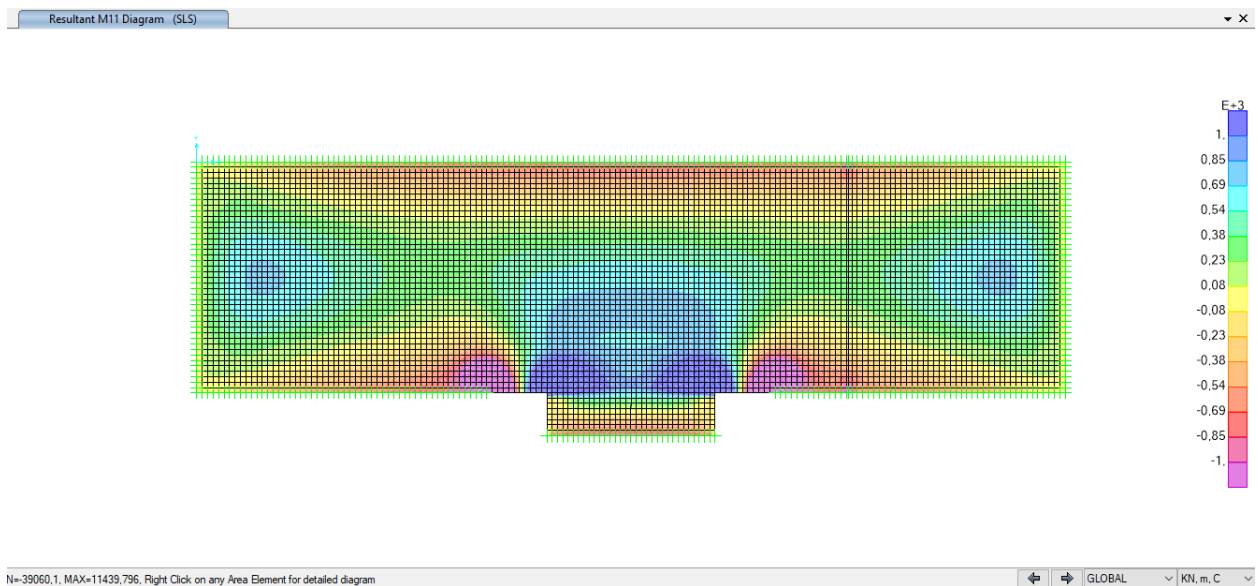 Resultant M11 Diagram (SLS)
E+3
1,
0.85
0.69
0.54
0.38
0.23
0.08
-0.08
-0.23
-0.38
-0.54
-0.69
-0.85
-1,
N=-39060,1, MAX=11439,796, Right Click on any Area Element for detailed diagram
GLOBAL
KN, m, C